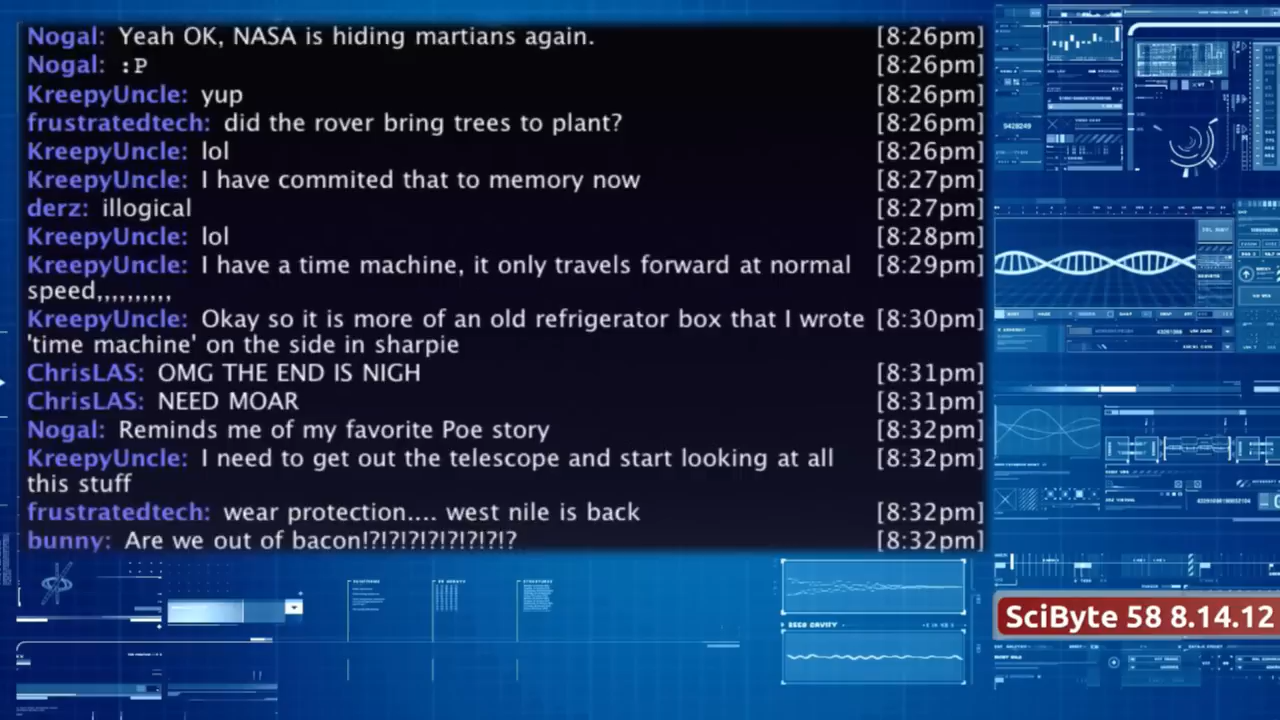 Nogal: Yeah OK, NASA is hiding martians again. [8:26pm]
Nogal: :P [8:26pm]
KreepyUncle: yup [8:26pm]
frustratedtech: did the rover bring trees to plant? [8:26pm]
KreepyUncle: lol [8:26pm]
KreepyUncle: I have commited that to memory now [8:27pm]
derz: illogical [8:27pm]
KreepyUncle: lol [8:28pm]
KreepyUncle: I have a time machine, it only travels forward at normal [8:29pm]
speed,,,,,,,,,,
KreepyUncle: Okay so it is more of an old refrigerator box that I wrote [8:30pm]
'time machine' on the side in sharpie
ChrisLAS: OMG THE END IS NIGH [8:31pm]
ChrisLAS: NEED MOAR [8:31pm]
Nogal: Reminds me of my favorite Poe story [8:32pm]
KreepyUncle: I need to get out the telescope and start looking at all [8:32pm]
this stuff
frustratedtech: wear protection.... west nile is back [8:32pm]
bunny: Are we out of bacon!?!?!?!?!?!?!?!? [8:32pm]
9428249
SciByte 58 8.14.12